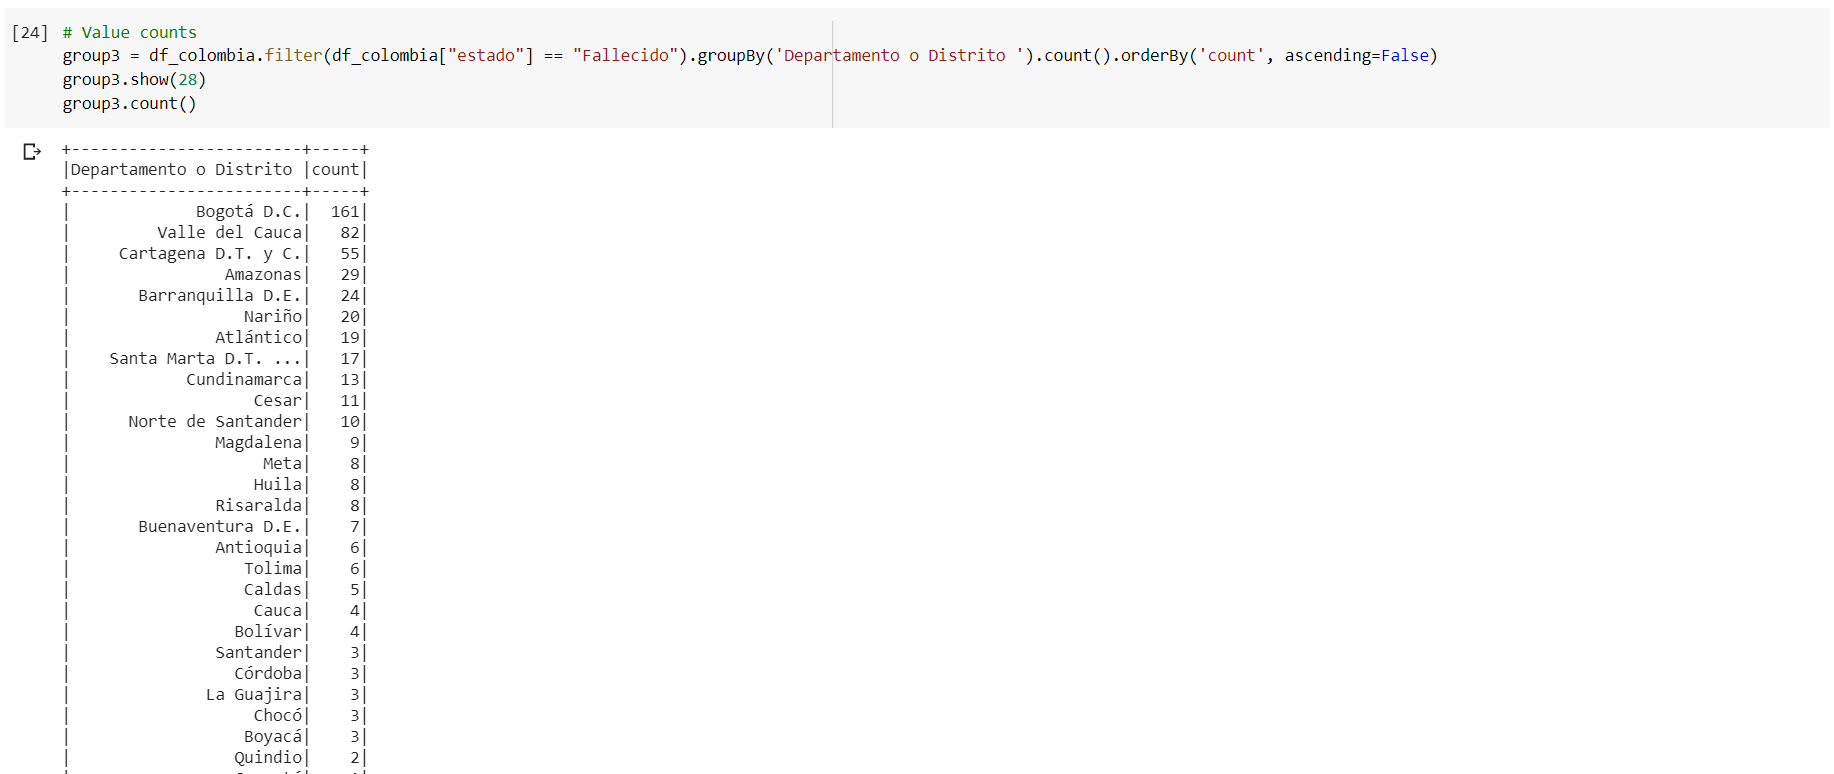 [24] # Value counts
group3 = df_colombia.filter(df_colombia["estado"] == "Fallecido").groupBy('Departamento o Distrito ').count().orderBy('count', ascending=False)
group3.show(28)
group3.count()
+------------------------+-----+
|Departamento o Distrito |count|
+------------------------+-----+
|             Bogotá D.C.|  161|
|         Valle del Cauca|   82|
|     Cartagena D.T. y C.|   55|
|                Amazonas|   29|
|       Barranquilla D.E.|   24|
|                  Nariño|   20|
|               Atlántico|   19|
|    Santa Marta D.T. ...|   17|
|            Cundinamarca|   13|
|                   Cesar|   11|
|      Norte de Santander|   10|
|               Magdalena|    9|
|                    Meta|    8|
|                   Huila|    8|
|               Risaralda|    8|
|       Buenaventura D.E.|    7|
|               Antioquia|    6|
|                  Tolima|    6|
|                  Caldas|    5|
|                   Cauca|    4|
|                 Bolívar|    4|
|               Santander|    3|
|                 Córdoba|    3|
|              La Guajira|    3|
|                   Chocó|    3|
|                  Boyacá|    3|
|                 Quindio|    2|